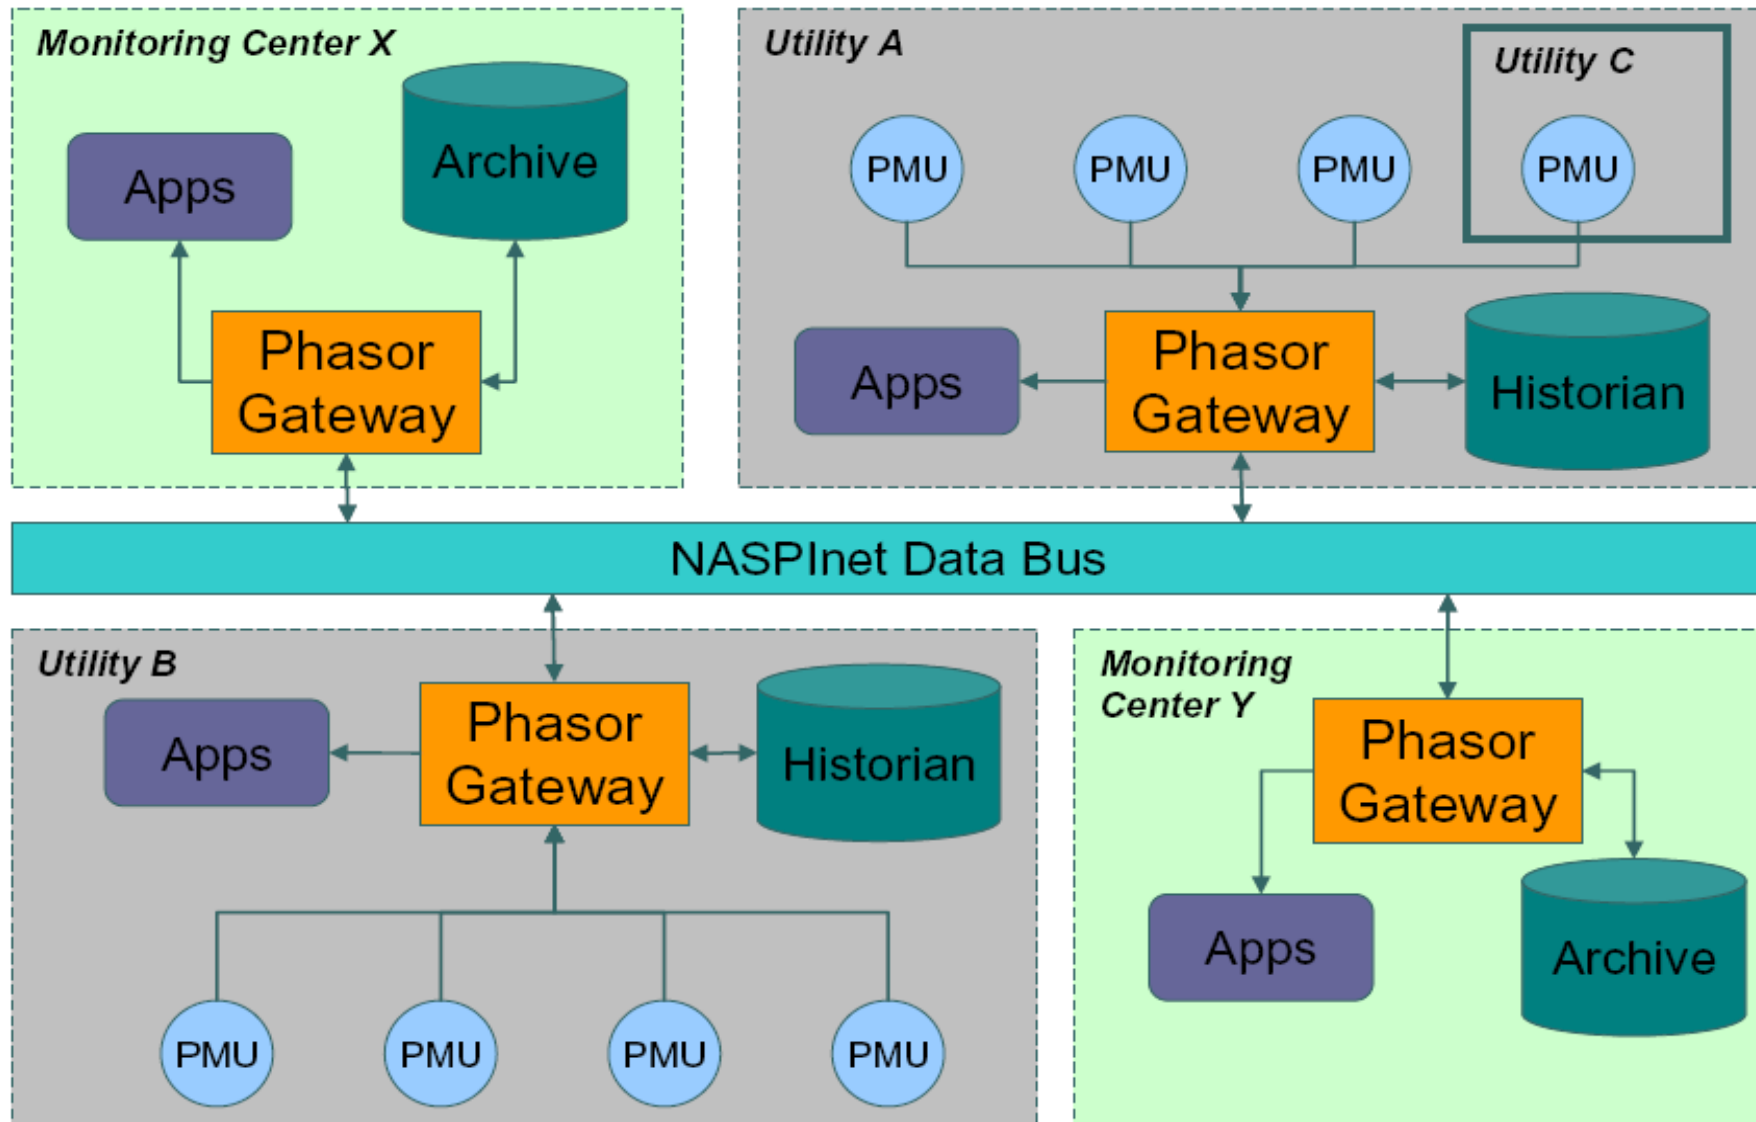 Monitoring Center X
Apps
Archive
Phasor
Gateway
Utility A
Utility C
PMU
PMU
PMU
PMU
Apps
Phasor
Gateway
Historian
NASPInet Data Bus
Utility B
Apps
Phasor
Gateway
Historian
PMU
PMU
PMU
PMU
Monitoring
Center Y
Phasor
Gateway
Apps
Archive